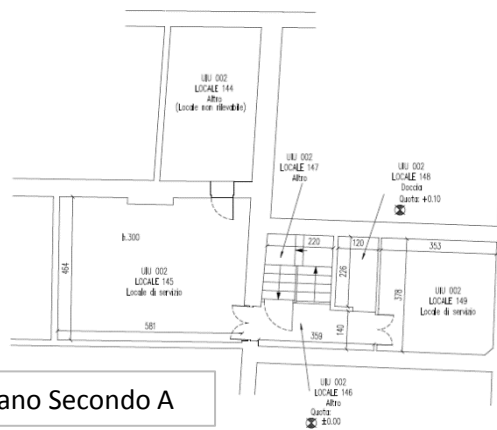 UIU 002
LOCALE 144
Altro
(Locale non rilevabile)
UIU 002
LOCALE 147
Altro
UIU 002
LOCALE 148
Doccia
Quota: +0.10
h.300
220
120
353
464
226
378
UIU 002
LOCALE 145
Locale di servizio
UIU 002
LOCALE 149
Locale di servizio
581
359
140
UIU 002
LOCALE 146
Altro
Quota:
±0.00
ano Secondo A